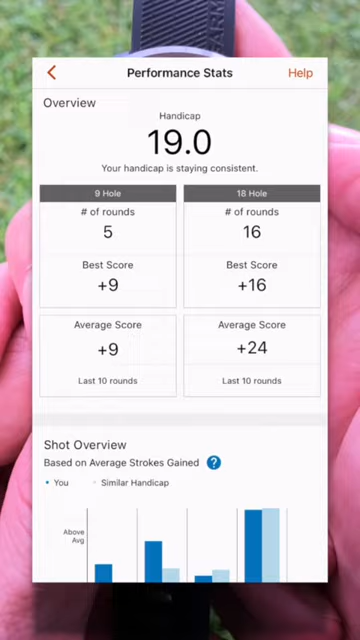 Performance Stats
Help
Overview
Handicap
19.0
Your handicap is staying consistent.
9 Hole
# of rounds
5
Best Score
+9
Average Score
+9
Last 10 rounds
18 Hole
# of rounds
16
Best Score
+16
Average Score
+24
Last 10 rounds
Shot Overview
Based on Average Strokes Gained ?
You
Similar Handicap
Above
Avg